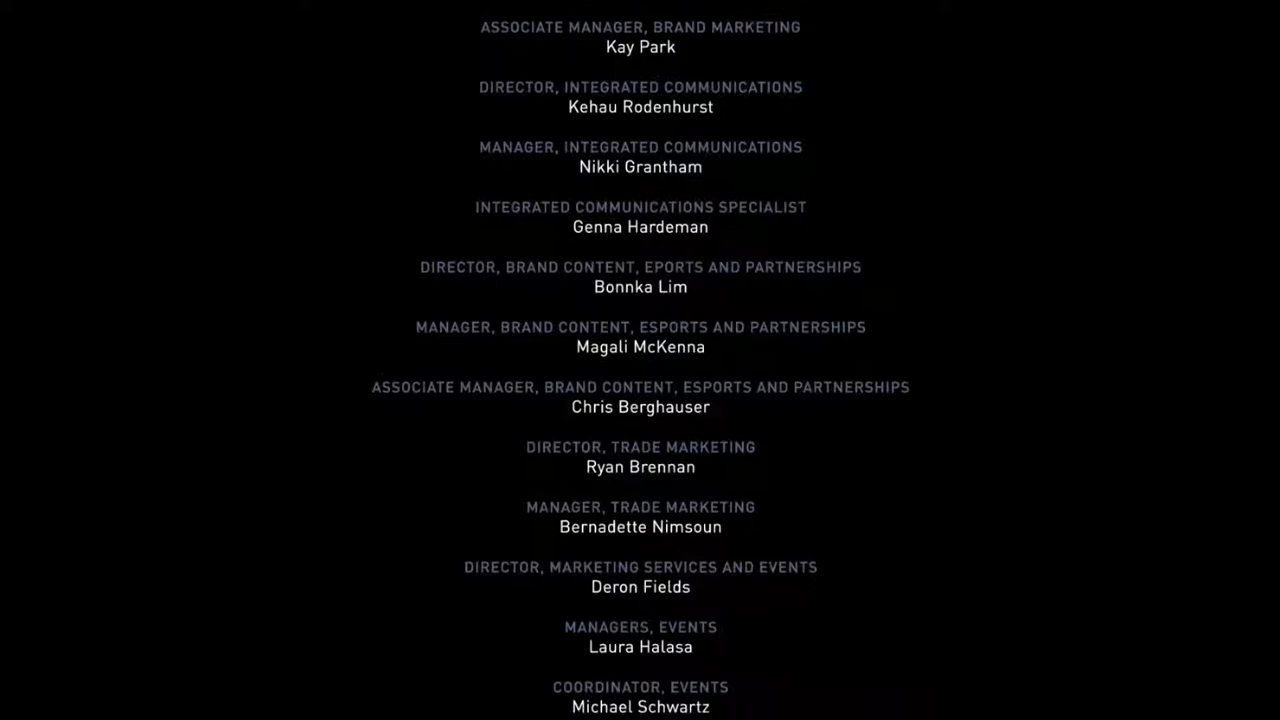 ASSOCIATE MANAGER, BRAND MARKETING
Kay Park
DIRECTOR, INTEGRATED COMMUNICATIONS
Kehau Rodenhurst
MANAGER, INTEGRATED COMMUNICATIONS
Nikki Grantham
INTEGRATED COMMUNICATIONS SPECIALIST
Genna Hardeman
DIRECTOR, BRAND CONTENT, EPORTS AND PARTNERSHIPS
Bonnka Lim
MANAGER, BRAND CONTENT, ESPORTS AND PARTNERSHIPS
Magali McKenna
ASSOCIATE MANAGER, BRAND CONTENT, ESPORTS AND PARTNERSHIPS
Chris Berghauser
DIRECTOR, TRADE MARKETING
Ryan Brennan
MANAGER, TRADE MARKETING
Bernadette Nimsoun
DIRECTOR, MARKETING SERVICES AND EVENTS
Deron Fields
MANAGERS, EVENTS
Laura Halasa
COORDINATOR, EVENTS
Michael Schwartz